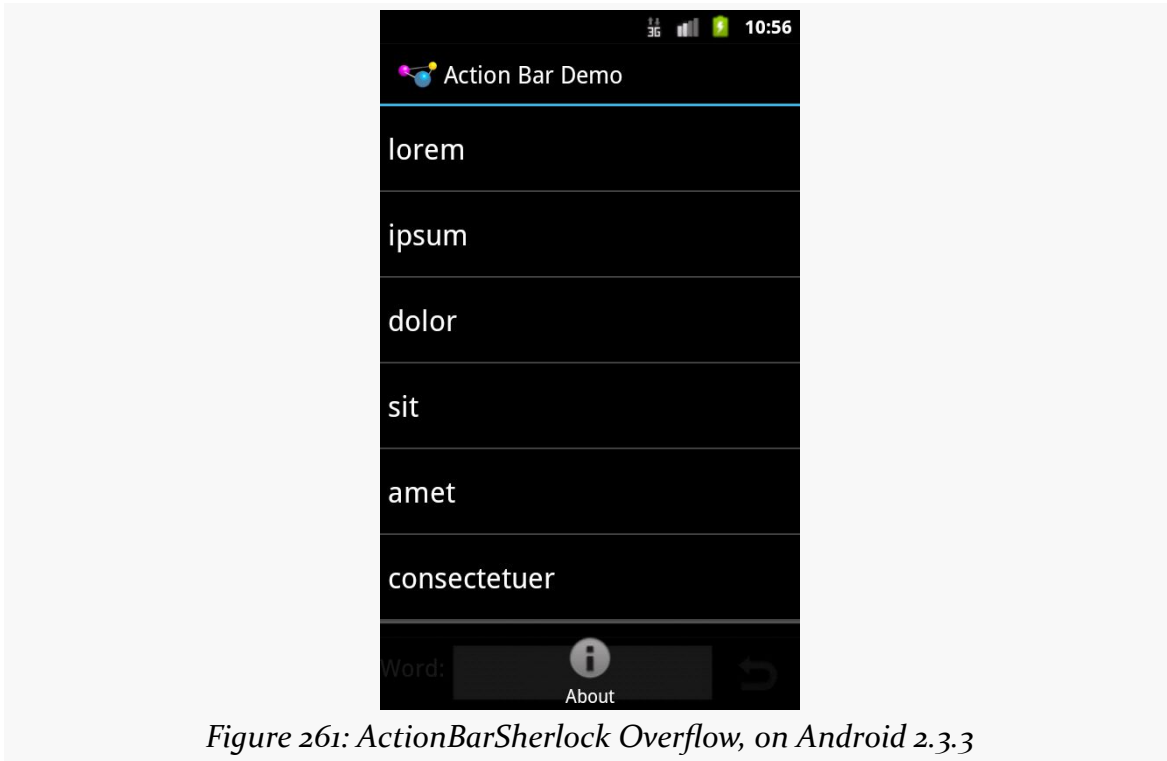 3G 10:56
Action Bar Demo
lorem
ipsum
dolor
sit
amet
consectetuer
Word:
About
Figure 261: ActionBarSherlock Overflow, on Android 2.3.3